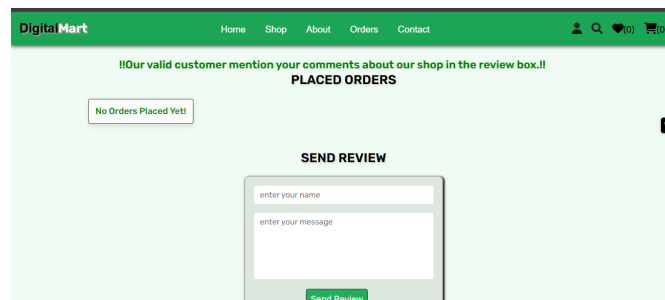 DigitalMart Home Shop About Orders Contact (0) (0
!!Our valid customer mention your comments about our shop in the review box.!!
PLACED ORDERS
No Orders Placed Yet!
SEND REVIEW
enter your name
enter your message
Send Review